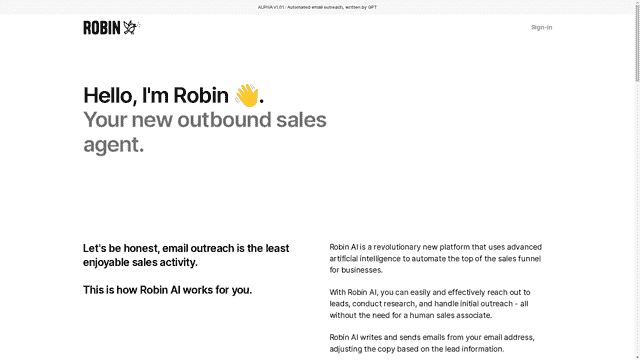 ALPHA v1.01: Automated email outreach, written by GPT
ROBIN
Sign-in
Hello, I'm Robin 👋.
Your new outbound sales
agent.
Let's be honest, email outreach is the least
enjoyable sales activity.
This is how Robin AI works for you.
Robin AI is a revolutionary new platform that uses advanced
artificial intelligence to automate the top of the sales funnel
for businesses.
With Robin AI, you can easily and effectively reach out to
leads, conduct research, and handle initial outreach - all
without the need for a human sales associate.
Robin AI writes and sends emails from your email address,
adjusting the copy based on the lead information.